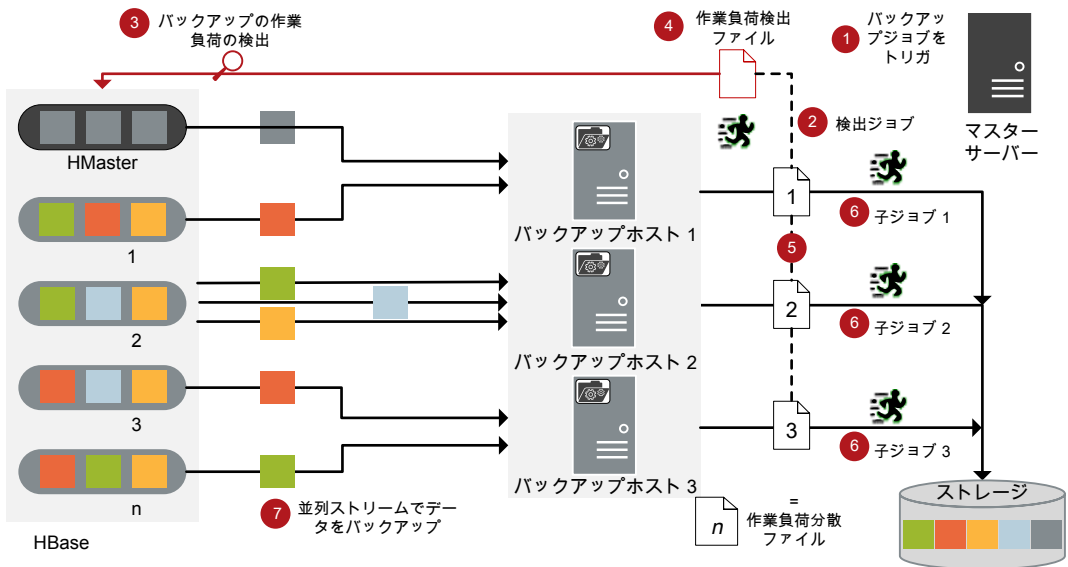 3
バックアップの作業
負荷の検出
4
作業負荷検出
ファイル
1
バックアッ
プジョブを
トリガ
マスター
サーバー
2
検出ジョブ
HMaster
1
2
3
n
HBase
バックアップホスト 1
バックアップホスト 2
バックアップホスト 3
1
6
子ジョブ 1
5
2
6
子ジョブ 2
3
6
子ジョブ 3
7
並列ストリームでデー
タをバックアップ
n
=
作業負荷分散
ファイル
ストレージ